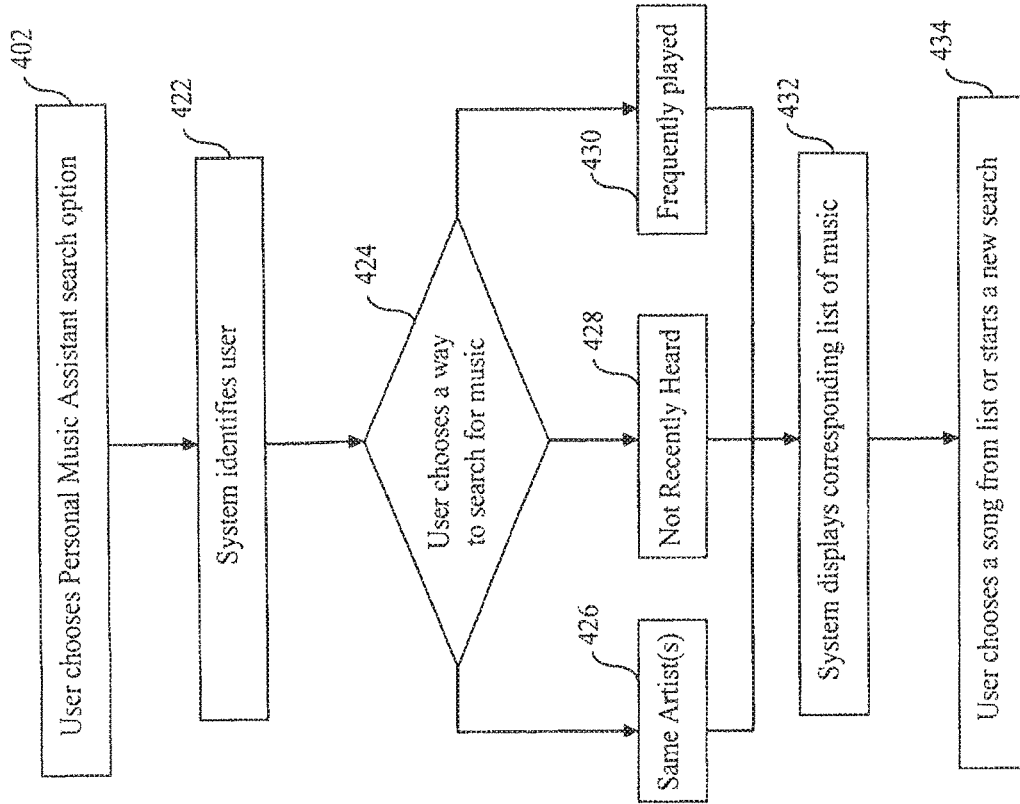 402
User chooses Personal Music Assistant search option
422
System identifies user
424
User chooses a way
to search for music
426
Same Artist(s)
428
Not Recently Heard
430
Frequently played
432
System displays corresponding list of music
434
User chooses a song from list or starts a new search